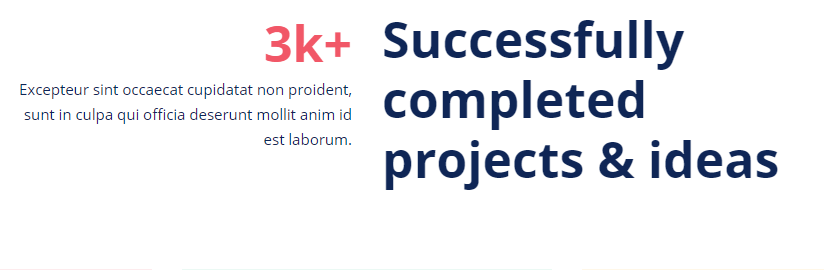 3k+
Excepteur sint occaecat cupidatat non proident,
sunt in culpa qui officia deserunt mollit anim id
est laborum.
Successfully
completed
projects & ideas